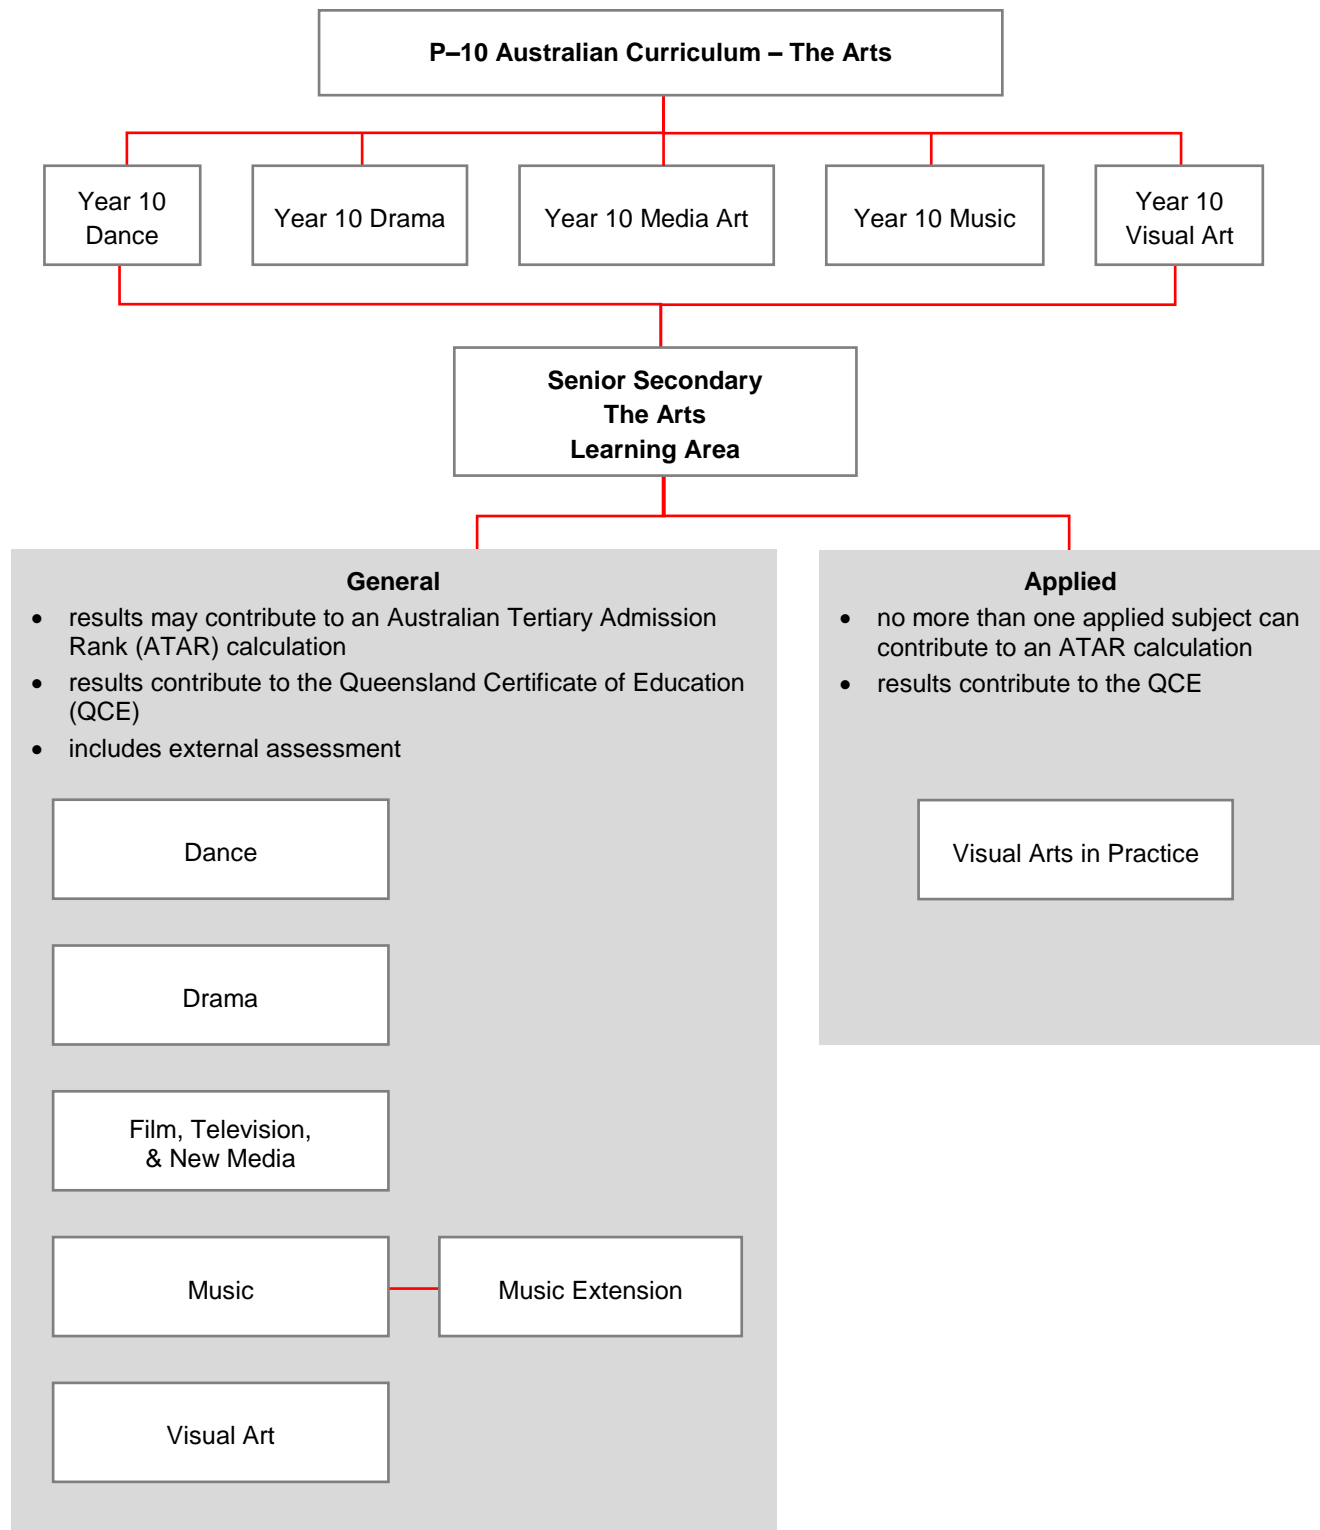 P–10 Australian Curriculum – The Arts
Year 10
Dance
Year 10 Drama
Year 10 Media Art
Year 10 Music
Year 10
Visual Art
Senior Secondary
The Arts
Learning Area
General
• results may contribute to an Australian Tertiary Admission
Rank (ATAR) calculation
• results contribute to the Queensland Certificate of Education
(QCE)
• includes external assessment
Dance
Drama
Film, Television,
& New Media
Music
Music Extension
Visual Art
Applied
• no more than one applied subject can
contribute to an ATAR calculation
• results contribute to the QCE
Visual Arts in Practice